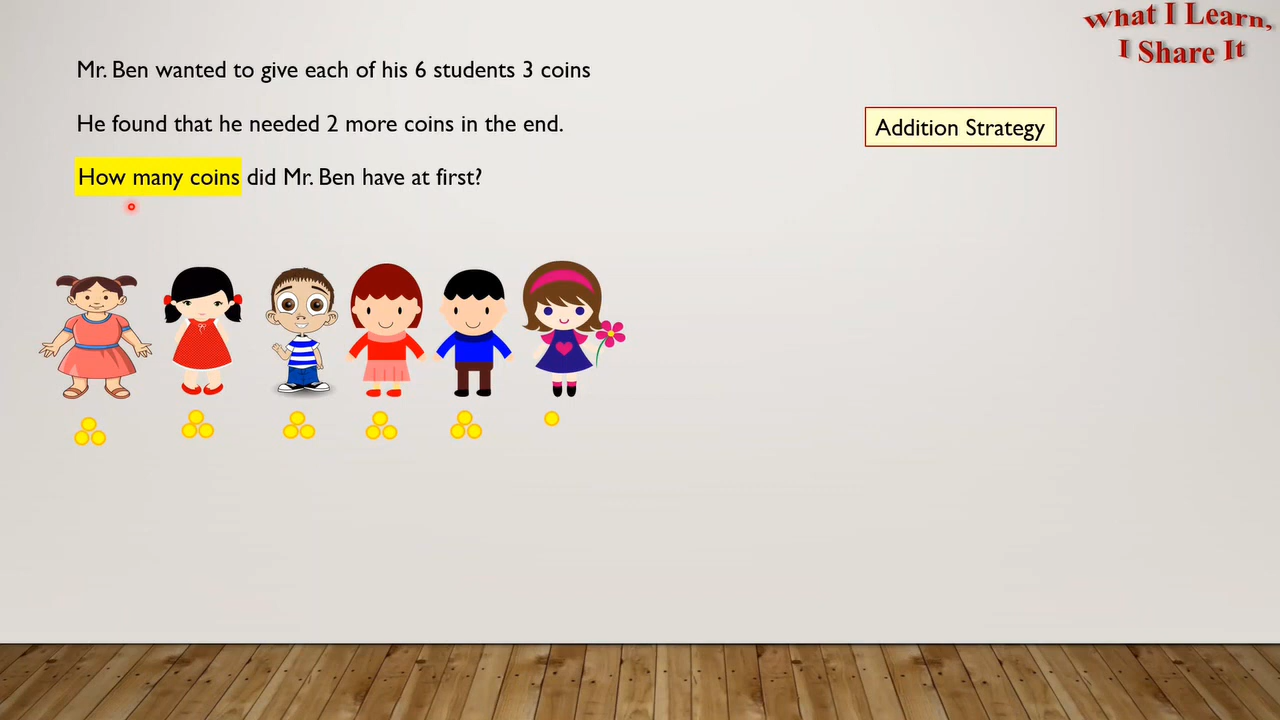 What I Learn,
I Share It
Mr. Ben wanted to give each of his 6 students 3 coins
He found that he needed 2 more coins in the end.
Addition Strategy
How many coins did Mr. Ben have at first?